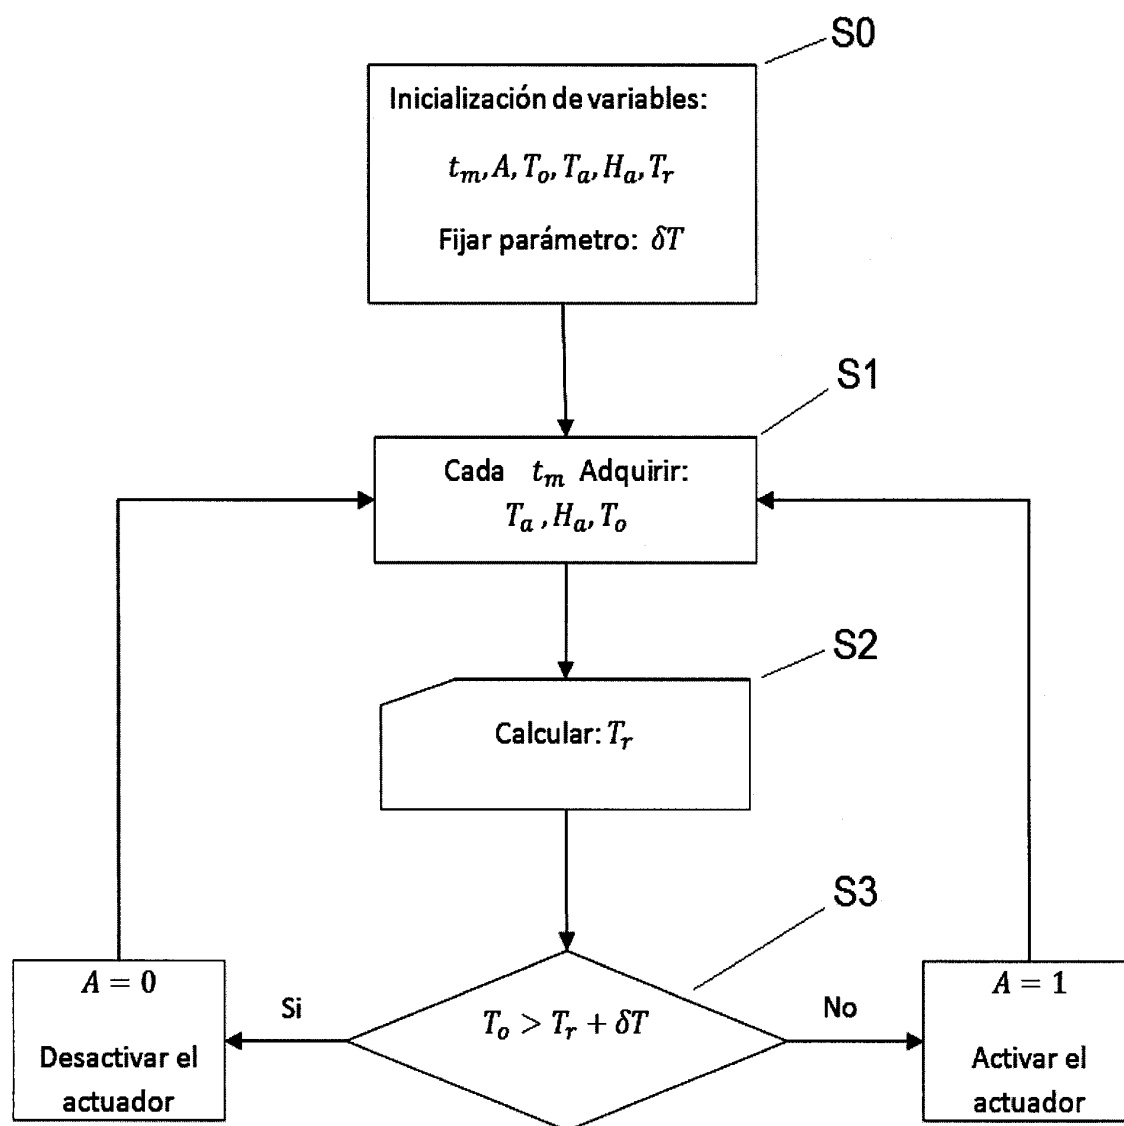 S0
Inicialización de variables:
t_m, A, T_o, T_a, H_a, T_r
Fijar parámetro: δT
S1
Cada t_m Adquirir:
T_a , H_a, T_o
S2
Calcular: T_r
S3
A = 0
Desactivar el
actuador
Si
T_o > T_r + δT
No
A = 1
Activar el
actuador